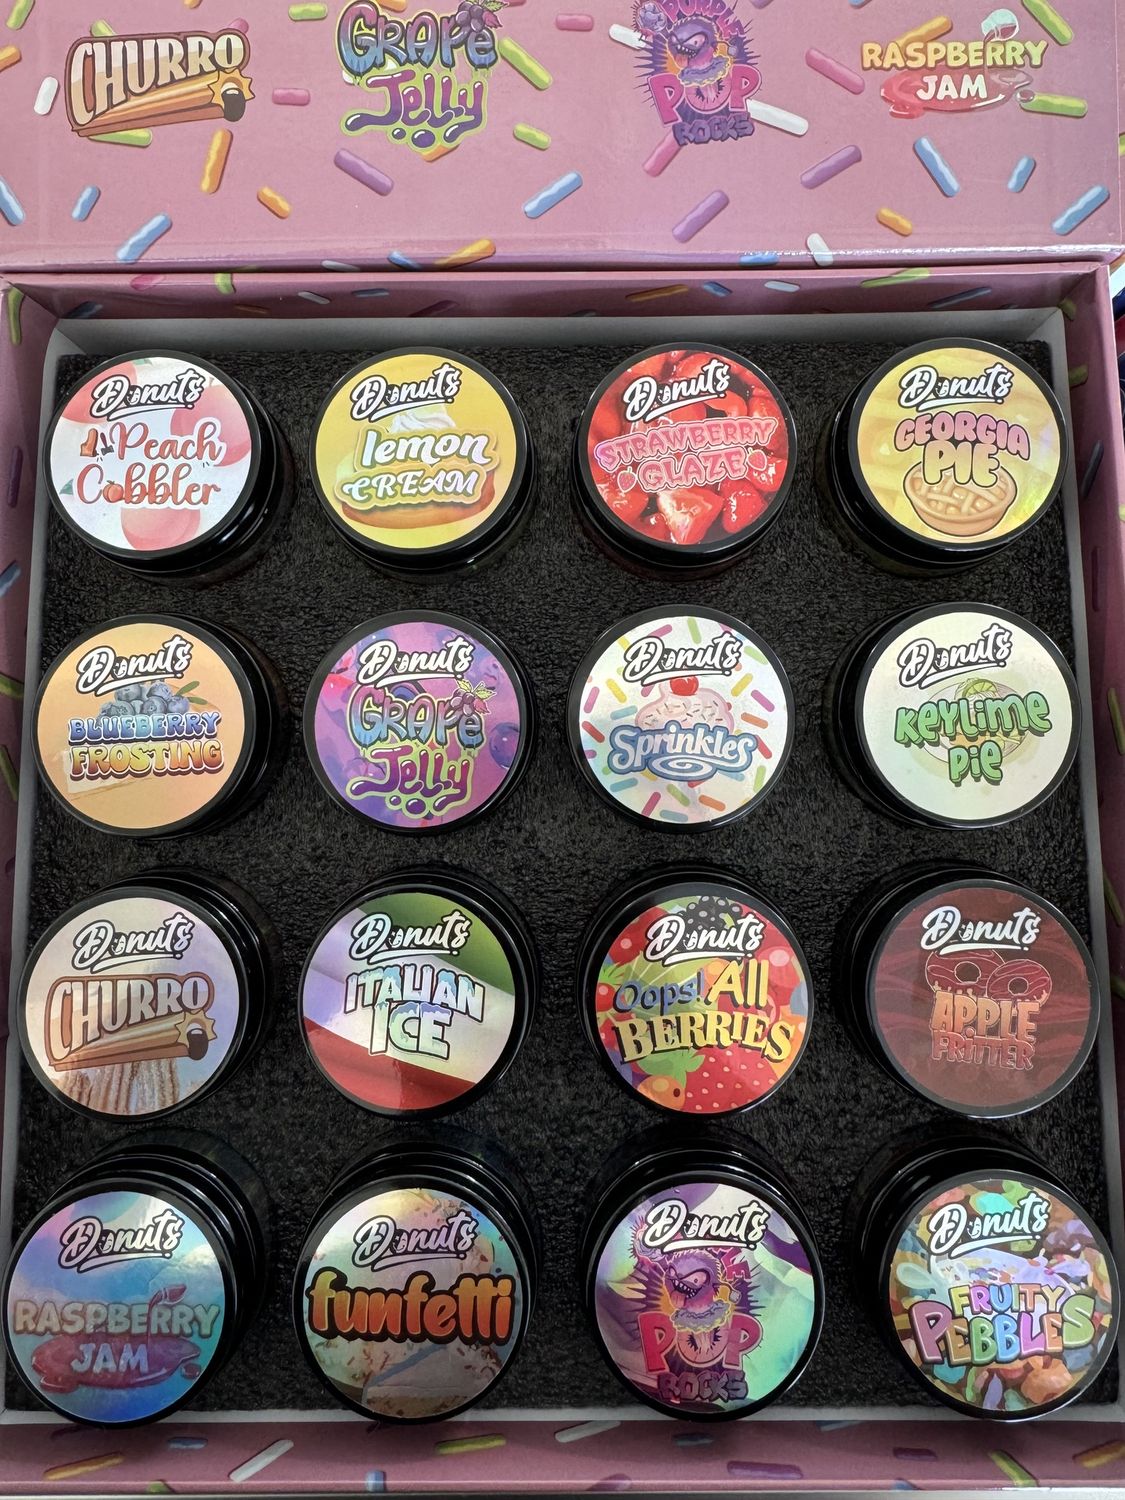 CHURRO
GRAPE
Jelly
PURPLE
POP
ROCKS
RASPBERRY
JAM
Donuts
Peach
Cobbler
Donuts
lemon
CREAM
Donuts
STRAWBERRY
GLAZE
Donuts
GEORGIA
PIE
Donuts
BLUEBERRY
FROSTING
Donuts
GRAPE
Jelly
Donuts
Sprinkles
Donuts
KeyLime
Pie
Donuts
CHURRO
Donuts
ITALIAN
ICE
Donuts
Oops! All
BERRIES
Donuts
APPLE
FRITTER
Donuts
RASPBERRY
JAM
Donuts
funfetti
Donuts
PURPLE
POP
ROCKS
Donuts
FRUITY
PEBBLES